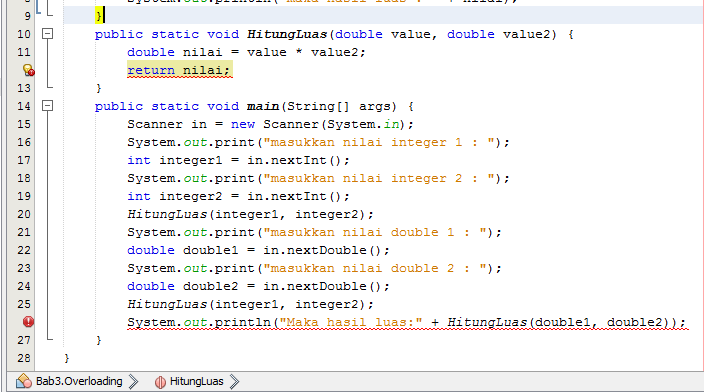 System.out.println("Maka hasil luas : " + nilai);
9 }
10 public static void HitungLuas(double value, double value2) {
11 double nilai = value * value2;
return nilai;
13 }
14 public static void main(String[] args) {
15 Scanner in = new Scanner(System.in);
16 System.out.print("masukkan nilai integer 1 : ");
17 int integer1 = in.nextInt();
18 System.out.print("masukkan nilai integer 2 : ");
19 int integer2 = in.nextInt();
20 HitungLuas(integer1, integer2);
21 System.out.print("masukkan nilai double 1 : ");
22 double double1 = in.nextDouble();
23 System.out.print("masukkan nilai double 2 : ");
24 double double2 = in.nextDouble();
25 HitungLuas(integer1, integer2);
System.out.println("Maka hasil luas:" + HitungLuas(double1, double2));
27 }
28 }
Bab3.Overloading HitungLuas